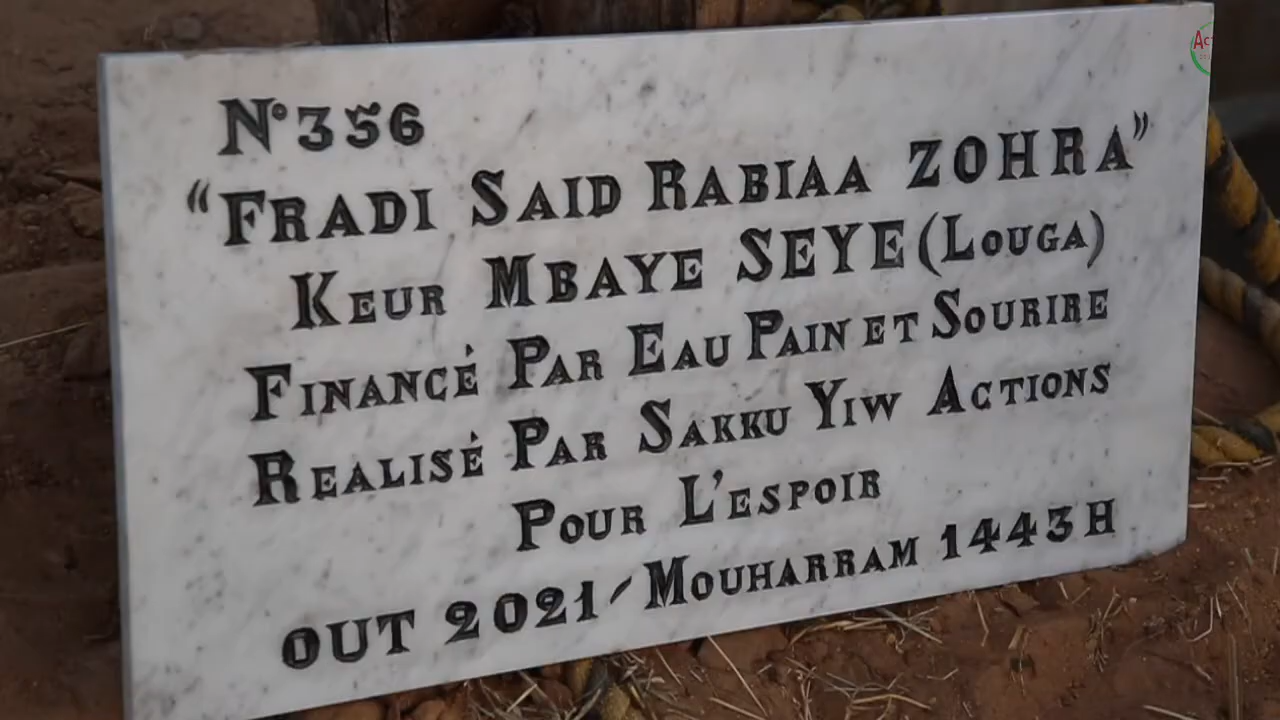 N° 356
"FRADI SAID RABIAA ZOHRA"
KEUR MBAYE SEYE (LOUGA)
FINANCÉ PAR EAU PAIN ET SOURIRE
REALISÉ PAR SAKKU YIW ACTIONS
POUR L'ESPOIR
OUT 2021/MOUHARRAM 1443H